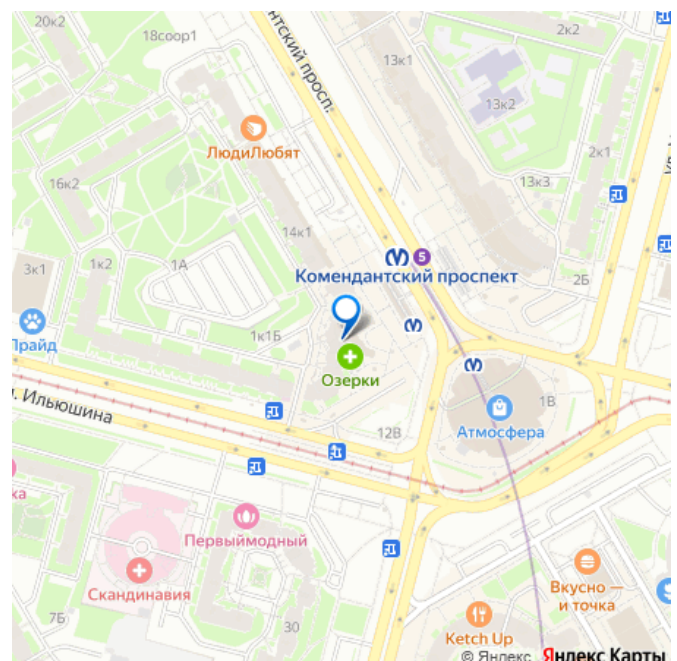 20к2
18соор1
нтский просп.
13к1
2к2
13к2
ЛюдиЛюбят
2к1
16к2
13к3
14к1
5
3к1
1к2
1А
Комендантский проспект
2Б
Прайд
1к1Б
Озерки
л. Ильюшина
12В
1В
Атмосфера
ка
Первыймодный
Скандинавия
Вкусно —
и точка
7Б
30
Ketch Up
© Яндекс Яндекс Карты